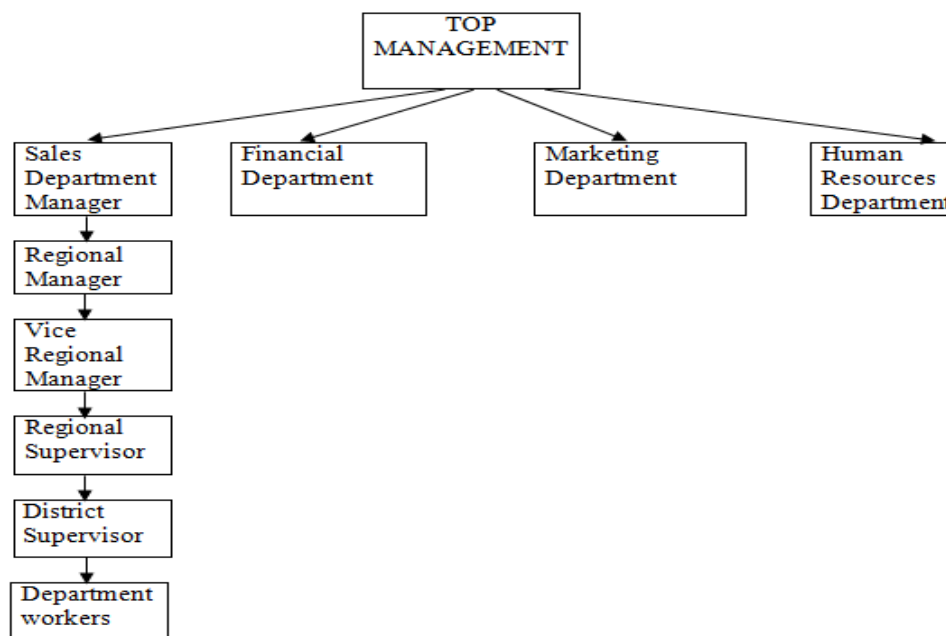 TOP
MANAGEMENT
Sales
Department
Manager
Financial
Department
Marketing
Department
Human
Resources
Department
Regional
Manager
Vice
Regional
Manager
Regional
Supervisor
District
Supervisor
Department
workers